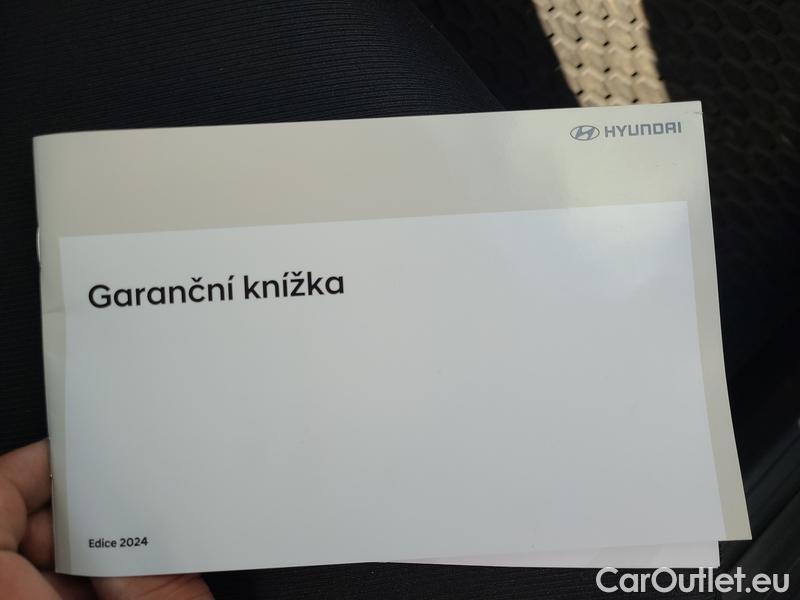 HYUNDAI
Garanční knížka
Edice 2024
CarOutlet.eu